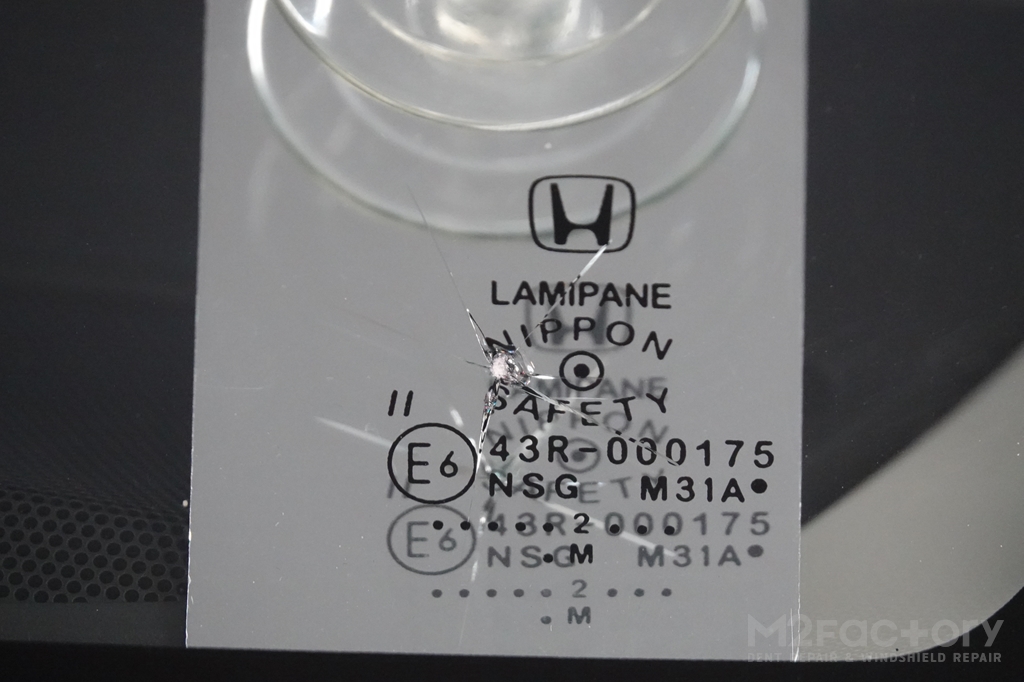 LAMIPANE
NIPPON
SAFETY
II
E6 43R-000175
NSG M31A•
•••••2•••
•M
M2Factory
DENT REPAIR & WINDSHIELD REPAIR